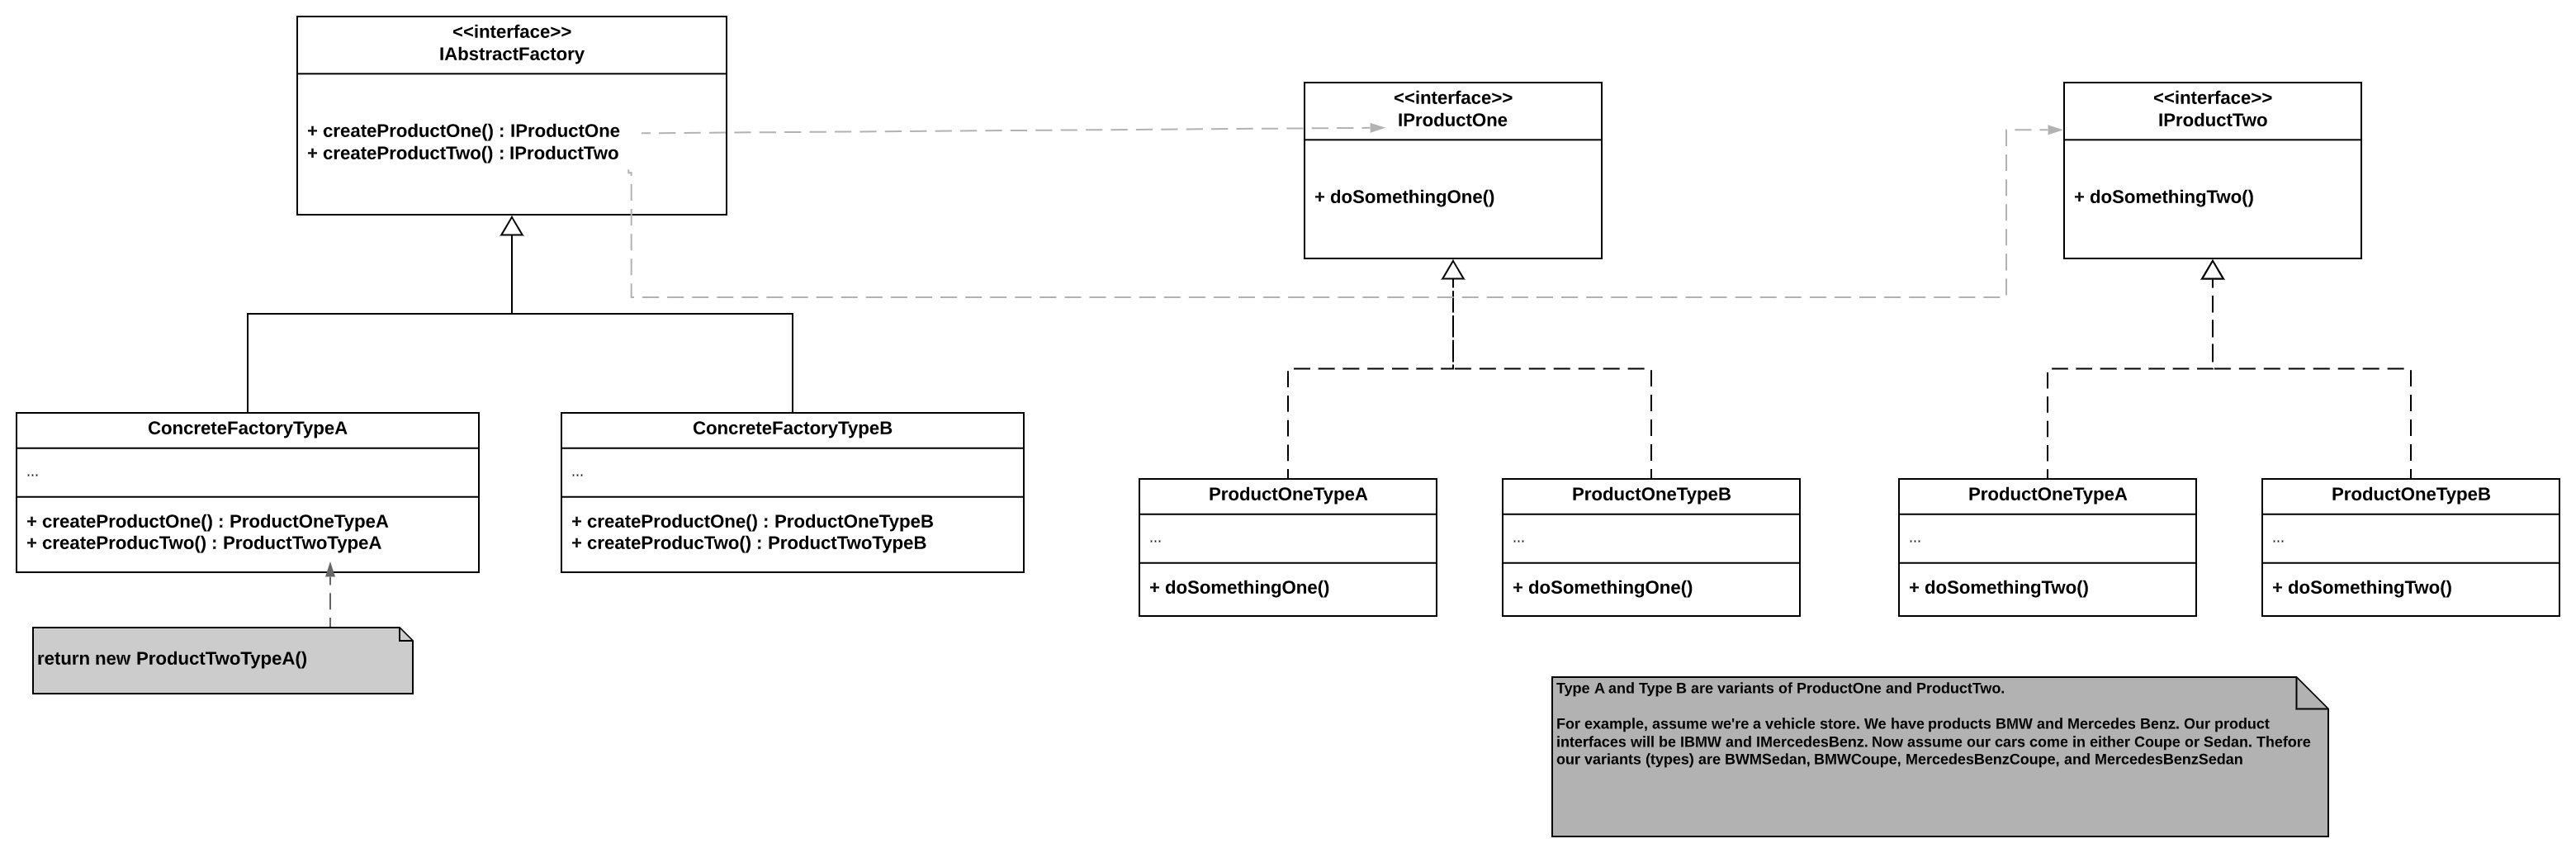 <<interface>>
IAbstractFactory
+ createProductOne() : IProductOne
+ createProductTwo() : IProductTwo
<<interface>>
IProductOne
+ doSomethingOne()
<<interface>>
IProductTwo
+ doSomethingTwo()
ConcreteFactoryTypeA
...
+ createProductOne() : ProductOneTypeA
+ createProducTwo() : ProductTwoTypeA
ConcreteFactoryTypeB
...
+ createProductOne() : ProductOneTypeB
+ createProducTwo() : ProductTwoTypeB
ProductOneTypeA
...
+ doSomethingOne()
ProductOneTypeB
...
+ doSomethingOne()
ProductOneTypeA
...
+ doSomethingTwo()
ProductOneTypeB
...
+ doSomethingTwo()
return new ProductTwoTypeA()
Type A and Type B are variants of ProductOne and ProductTwo.
For example, assume we're a vehicle store. We have products BMW and Mercedes Benz. Our product
interfaces will be IBMW and IMercedesBenz. Now assume our cars come in either Coupe or Sedan. Thefore
our variants (types) are BWMSedan, BMWCoupe, MercedesBenzCoupe, and MercedesBenzSedan